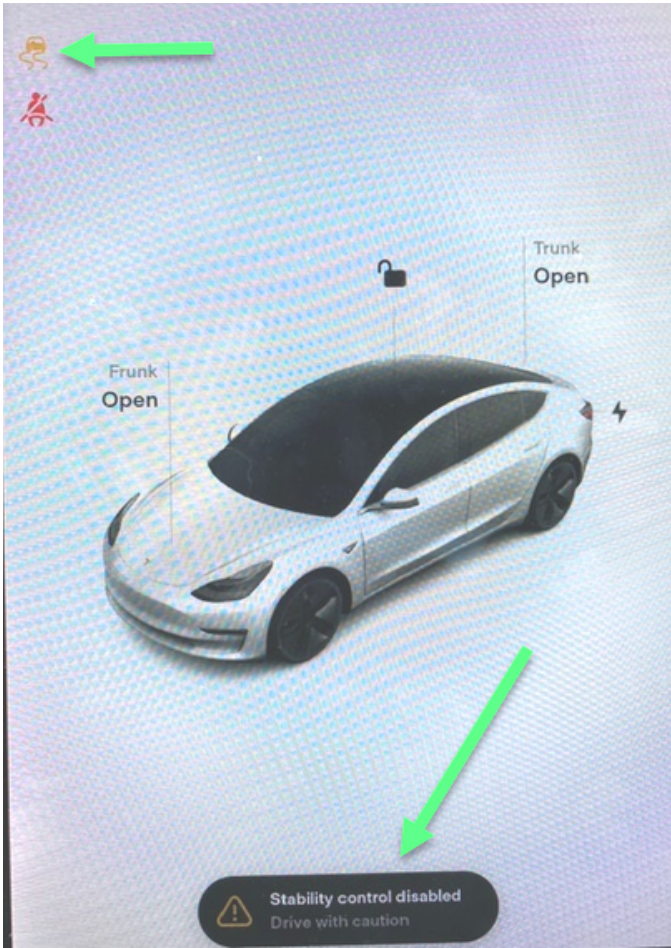 Trunk
Open
Frunk
Open
Stability control disabled
Drive with caution